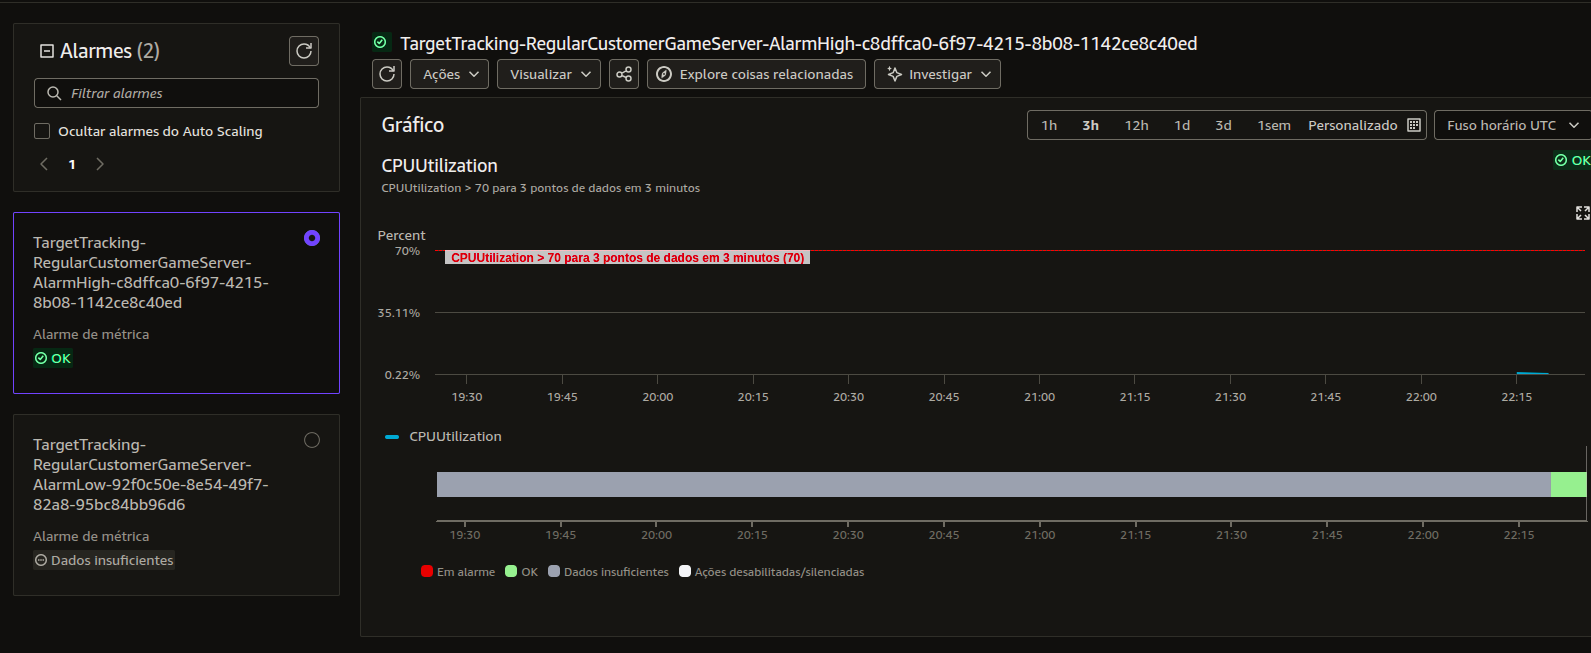 Alarmes (2)
Filtrar alarmes
Ocultar alarmes do Auto Scaling
1
TargetTracking-
RegularCustomerGameServer-
AlarmHigh-c8dffca0-6f97-4215-
8b08-1142ce8c40ed
Alarme de métrica
OK
TargetTracking-
RegularCustomerGameServer-
AlarmLow-92f0c50e-8e54-49f7-
82a8-95bc84bb96d6
Alarme de métrica
Dados insuficientes
TargetTracking-RegularCustomerGameServer-AlarmHigh-c8dffca0-6f97-4215-8b08-1142ce8c40ed
Ações Visualizar Explore coisas relacionadas Investigar
Gráfico
1h 3h 12h 1d 3d 1sem Personalizado Fuso horário UTC
CPUUtilization
OK
CPUUtilization > 70 para 3 pontos de dados em 3 minutos
Percent
70%
CPUUtilization > 70 para 3 pontos de dados em 3 minutos (70)
35.11%
0.22%
19:30 19:45 20:00 20:15 20:30 20:45 21:00 21:15 21:30 21:45 22:00 22:15
CPUUtilization
19:30 19:45 20:00 20:15 20:30 20:45 21:00 21:15 21:30 21:45 22:00 22:15
Em alarme OK Dados insuficientes Ações desabilitadas/silenciadas